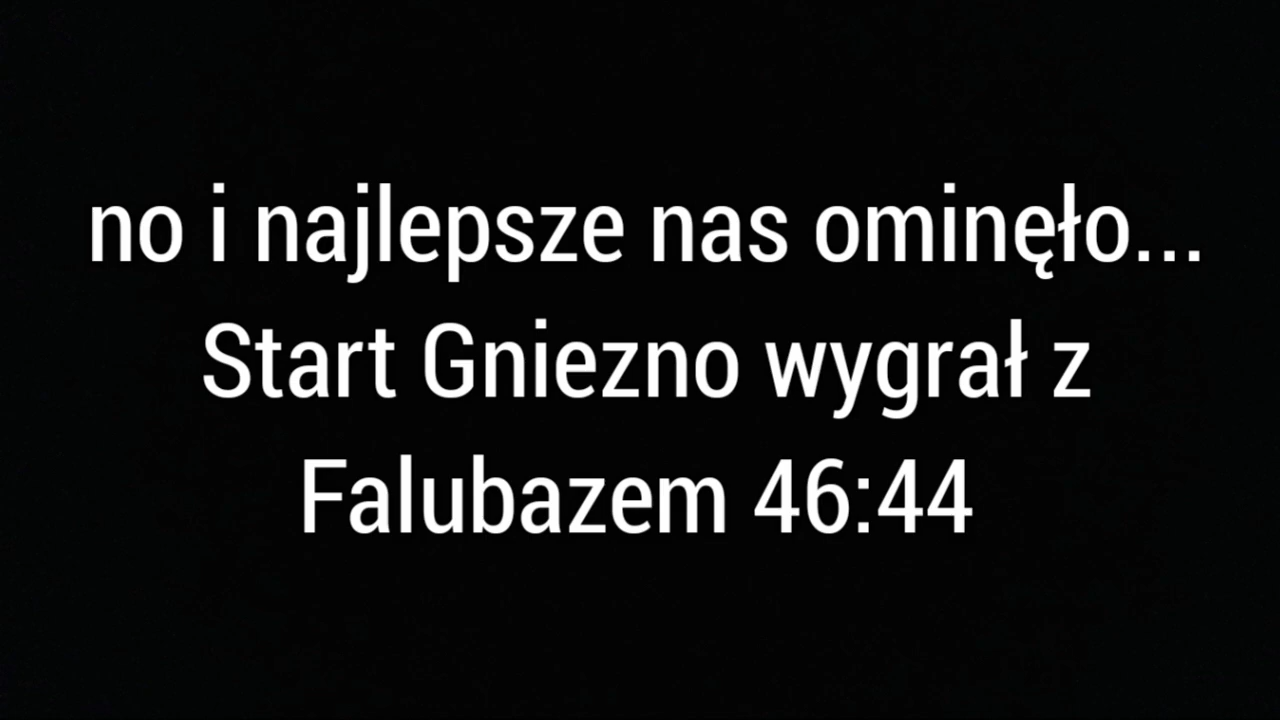 no i najlepsze nas ominęło...
Start Gniezno wygrał z
Falubazem 46:44